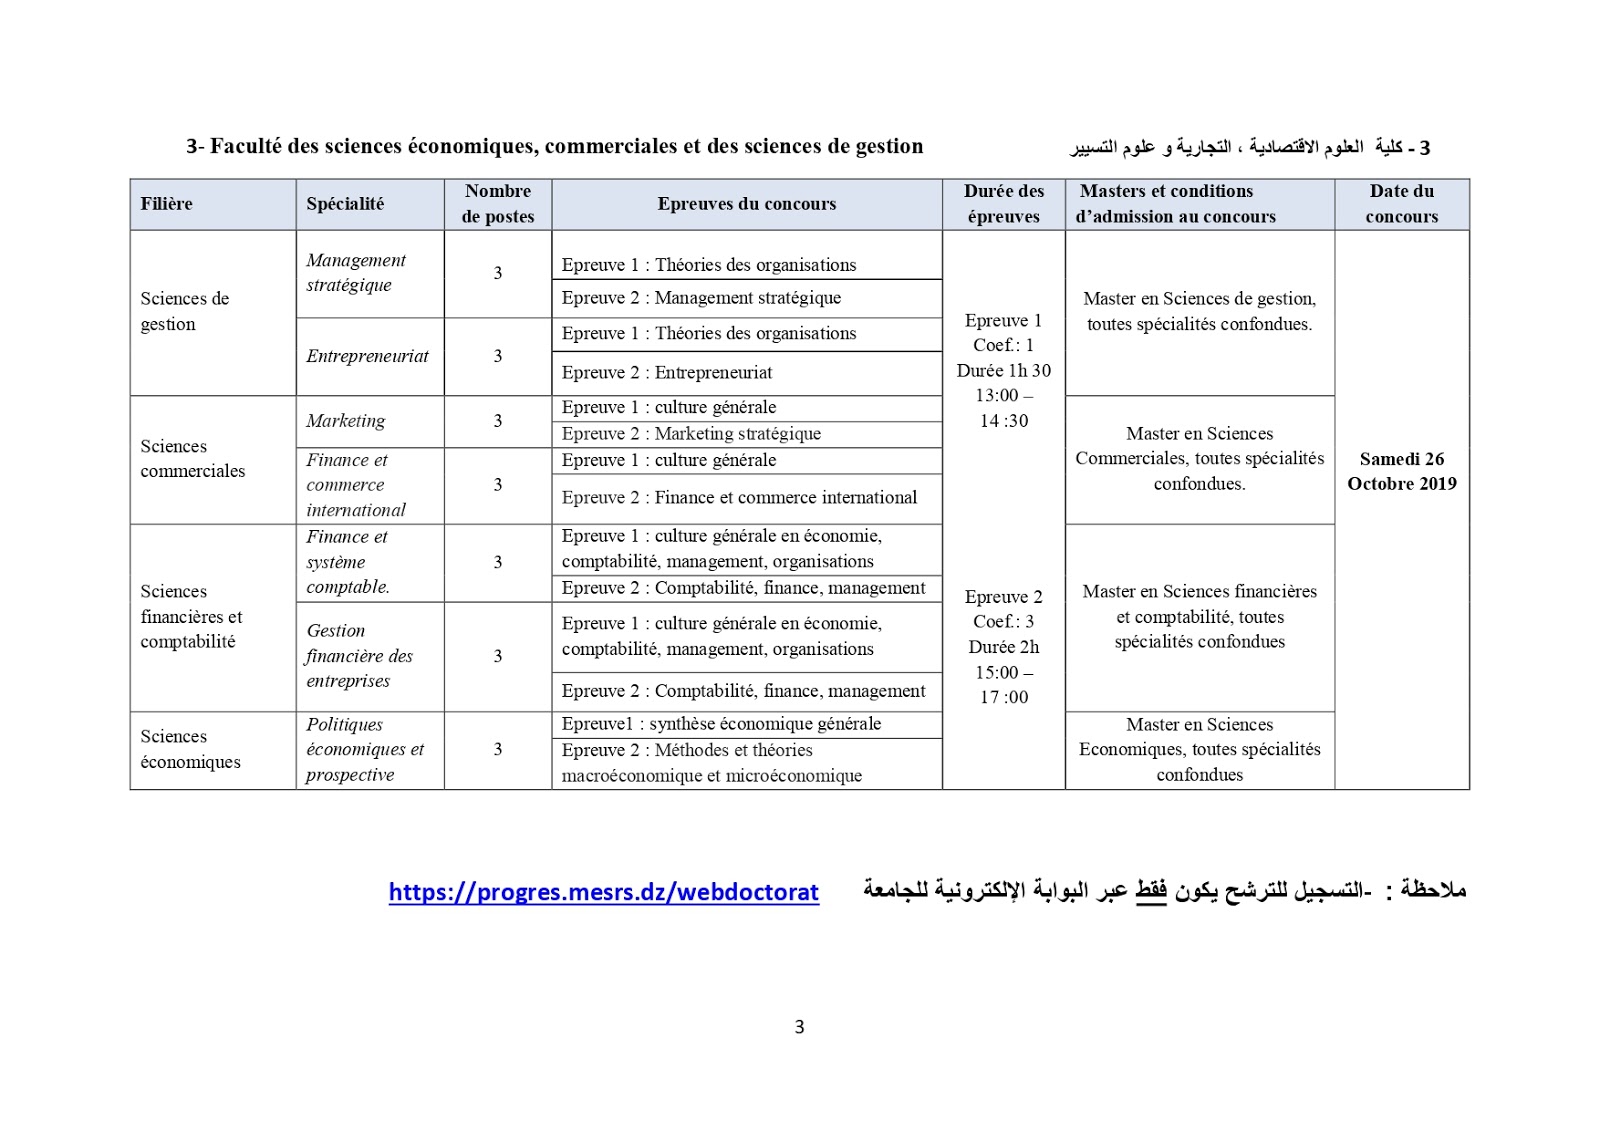 3- Faculté des sciences économiques, commerciales et des sciences de gestion
3 - كلية العلوم الاقتصادية ، التجارية و علوم التسيير
Filière
Spécialité
Nombre
de postes
Epreuves du concours
Durée des
épreuves
Masters et conditions
d’admission au concours
Date du
concours
Sciences de
gestion
Management
stratégique
3
Epreuve 1 : Théories des organisations
Epreuve 2 : Management stratégique
Entrepreneuriat
3
Epreuve 1 : Théories des organisations
Epreuve 2 : Entrepreneuriat
Epreuve 1
Coef.: 1
Durée 1h 30
13:00 –
14 :30
Epreuve 2
Coef.: 3
Durée 2h
15:00 –
17 :00
Master en Sciences de gestion,
toutes spécialités confondues.
Samedi 26
Octobre 2019
Sciences
commerciales
Marketing
3
Epreuve 1 : culture générale
Epreuve 2 : Marketing stratégique
Finance et
commerce
international
3
Epreuve 1 : culture générale
Epreuve 2 : Finance et commerce international
Master en Sciences
Commerciales, toutes spécialités
confondues.
Sciences
financières et
comptabilité
Finance et
système
comptable.
3
Epreuve 1 : culture générale en économie,
comptabilité, management, organisations
Epreuve 2 : Comptabilité, finance, management
Gestion
financière des
entreprises
3
Epreuve 1 : culture générale en économie,
comptabilité, management, organisations
Epreuve 2 : Comptabilité, finance, management
Master en Sciences financières
et comptabilité, toutes
spécialités confondues
Sciences
économiques
Politiques
économiques et
prospective
3
Epreuve1 : synthèse économique générale
Epreuve 2 : Méthodes et théories
macroéconomique et microéconomique
Master en Sciences
Economiques, toutes spécialités
confondues
ملاحظة : -التسجيل للترشح يكون فقط عبر البوابة الإلكترونية للجامعة https://progres.mesrs.dz/webdoctorat
3